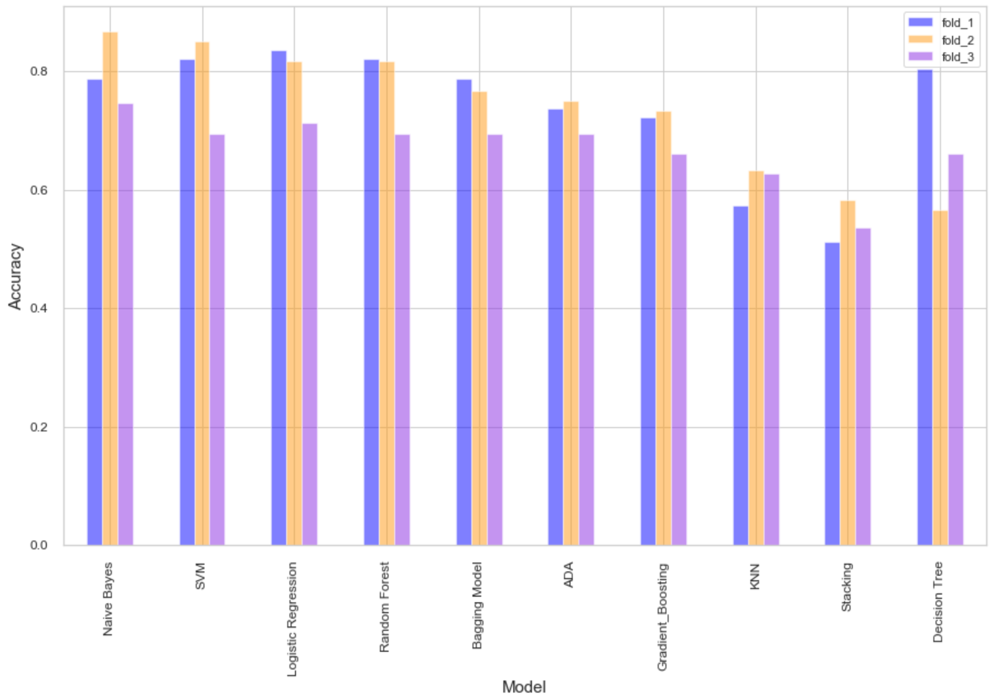 fold_1
fold_2
fold_3
0.8
0.6
0.4
0.2
0.0
Accuracy
Naive Bayes
SVM
Logistic Regression
Random Forest
Bagging Model
ADA
Gradient_Boosting
KNN
Stacking
Decision Tree
Model